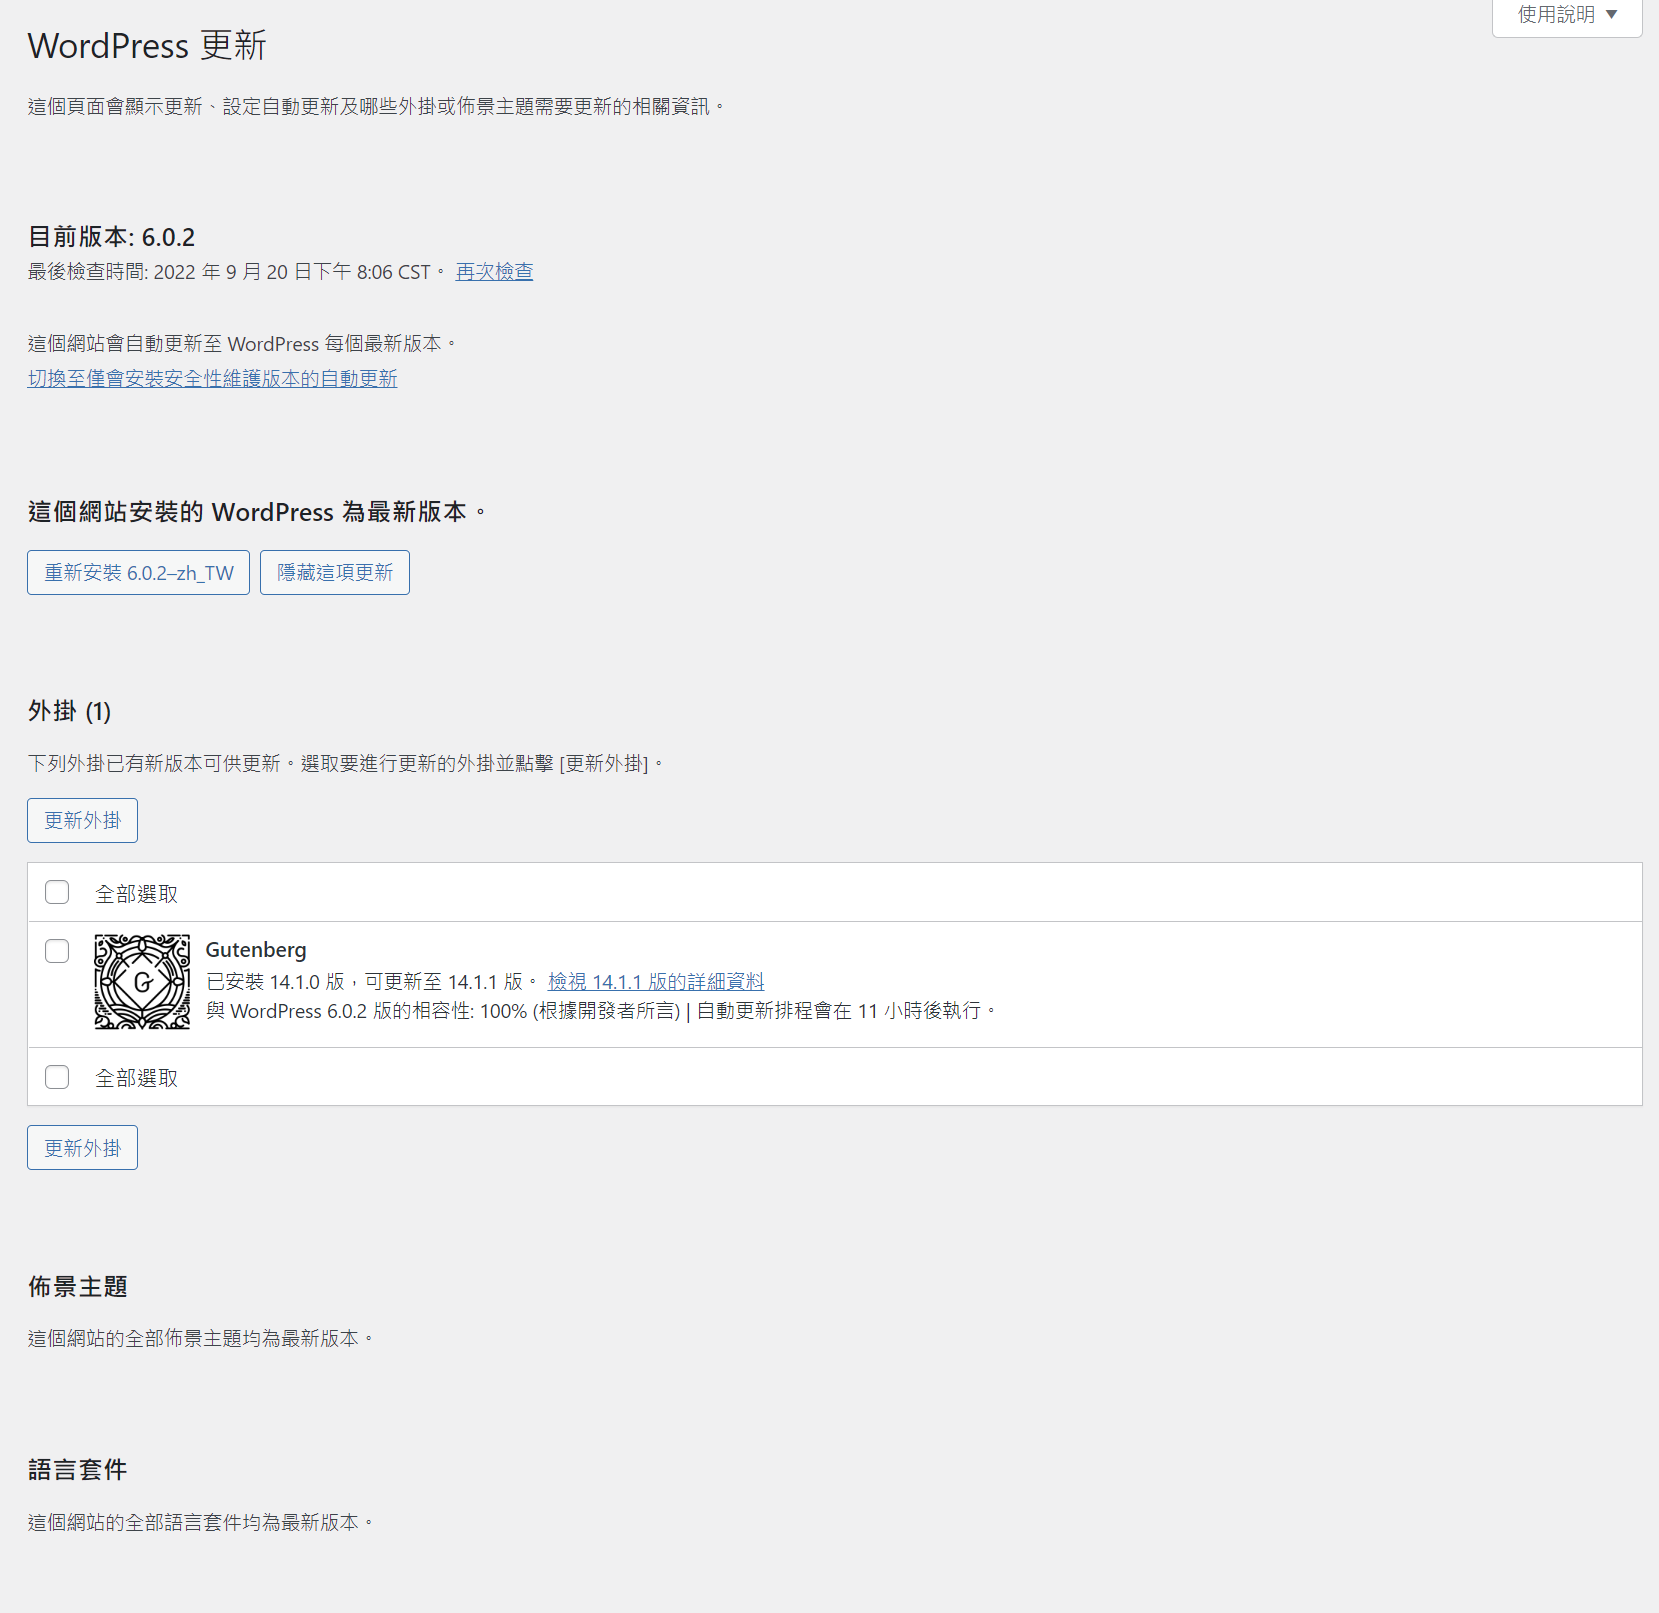 使用說明 ▼
WordPress 更新
這個頁面會顯示更新、設定自動更新及哪些外掛或佈景主題需要更新的相關資訊。
目前版本: 6.0.2
最後檢查時間: 2022 年 9 月 20 日下午 8:06 CST。 再次檢查
這個網站會自動更新至 WordPress 每個最新版本。
切換至僅會安裝安全性維護版本的自動更新
這個網站安裝的 WordPress 為最新版本。
重新安裝 6.0.2–zh_TW 隱藏這項更新
外掛 (1)
下列外掛已有新版本可供更新。選取要進行更新的外掛並點擊 [更新外掛]。
更新外掛
全部選取
G
Gutenberg
已安裝 14.1.0 版，可更新至 14.1.1 版。 檢視 14.1.1 版的詳細資料
與 WordPress 6.0.2 版的相容性: 100% (根據開發者所言) | 自動更新排程會在 11 小時後執行。
全部選取
更新外掛
佈景主題
這個網站的全部佈景主題均為最新版本。
語言套件
這個網站的全部語言套件均為最新版本。